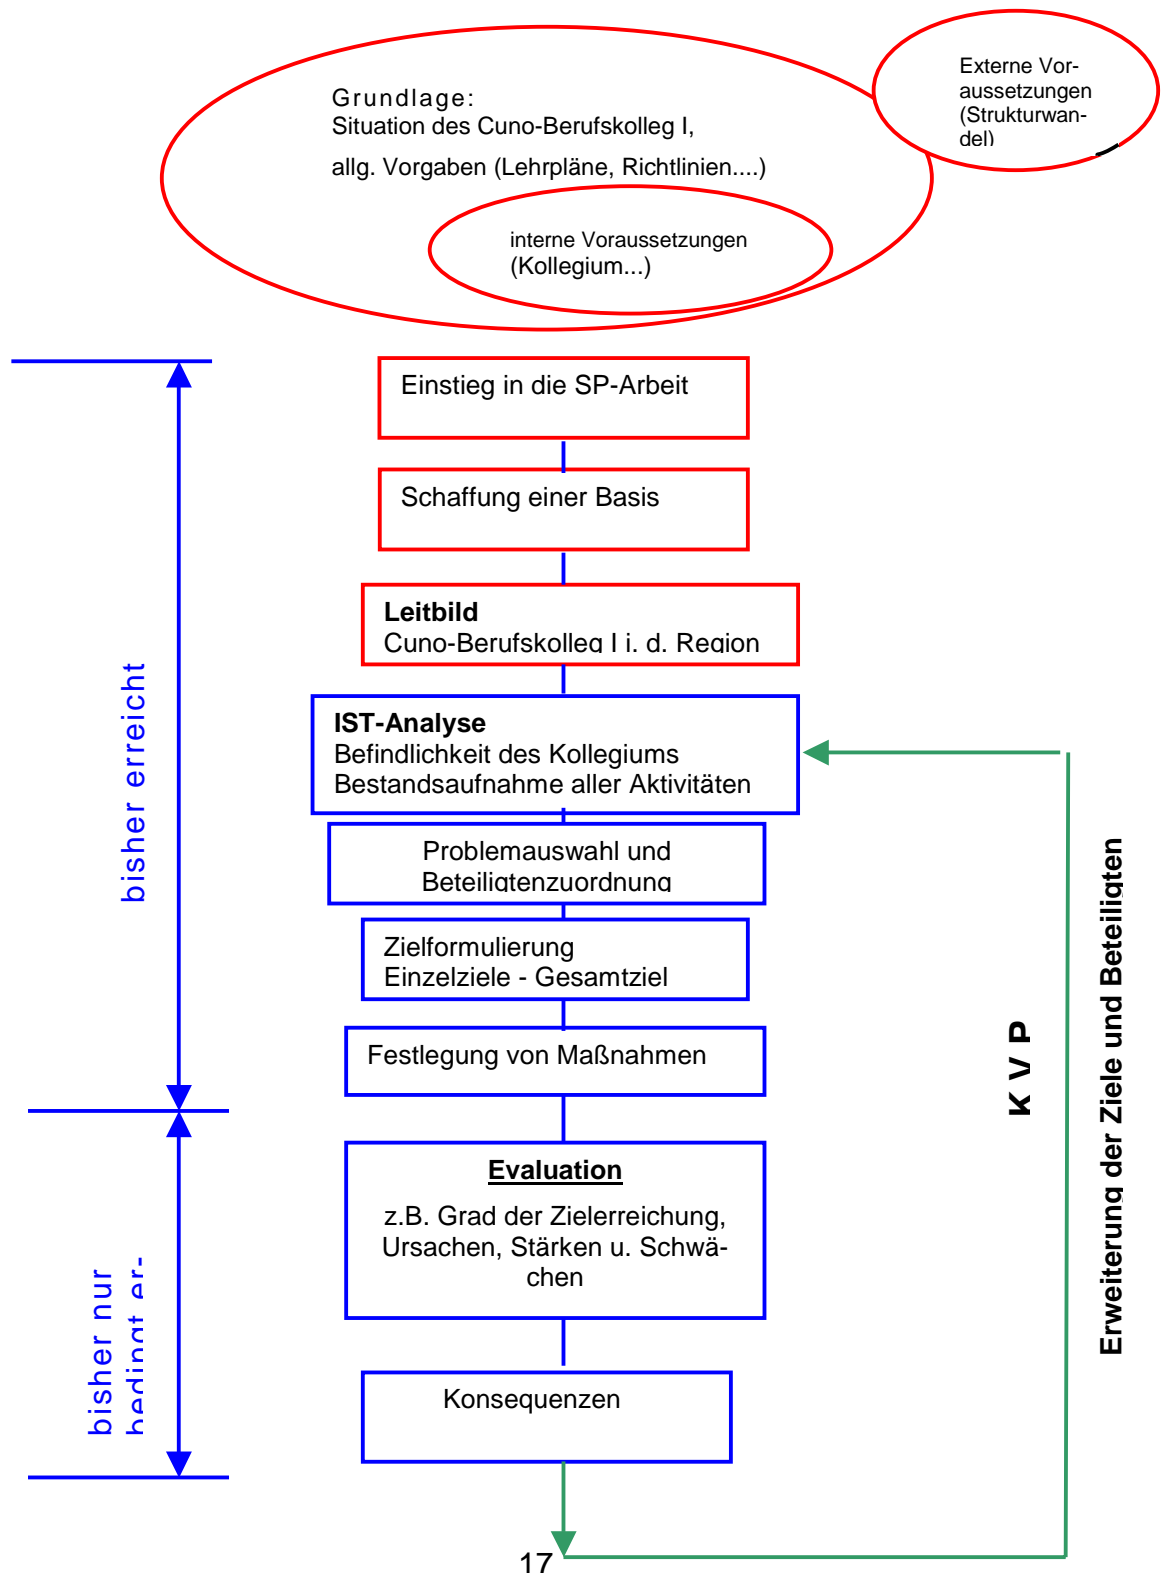 Grundlage:
Situation des Cuno-Berufskolleg I,
allg. Vorgaben (Lehrpläne, Richtlinien....)
Externe Vor-
aussetzungen
(Strukturwan-
del)
interne Voraussetzungen
(Kollegium...)
Einstieg in die SP-Arbeit
Schaffung einer Basis
Leitbild
Cuno-Berufskolleg I i. d. Region
IST-Analyse
Befindlichkeit des Kollegiums
Bestandsaufnahme aller Aktivitäten
Problemauswahl und
Beteiligtenzuordnung
Zielformulierung
Einzelziele - Gesamtziel
Festlegung von Maßnahmen
Evaluation
z.B. Grad der Zielerreichung,
Ursachen, Stärken u. Schwä-
chen
Konsequenzen
bisher erreicht
bisher nur
bedingt er-
K V P
Erweiterung der Ziele und Beteiligten
17